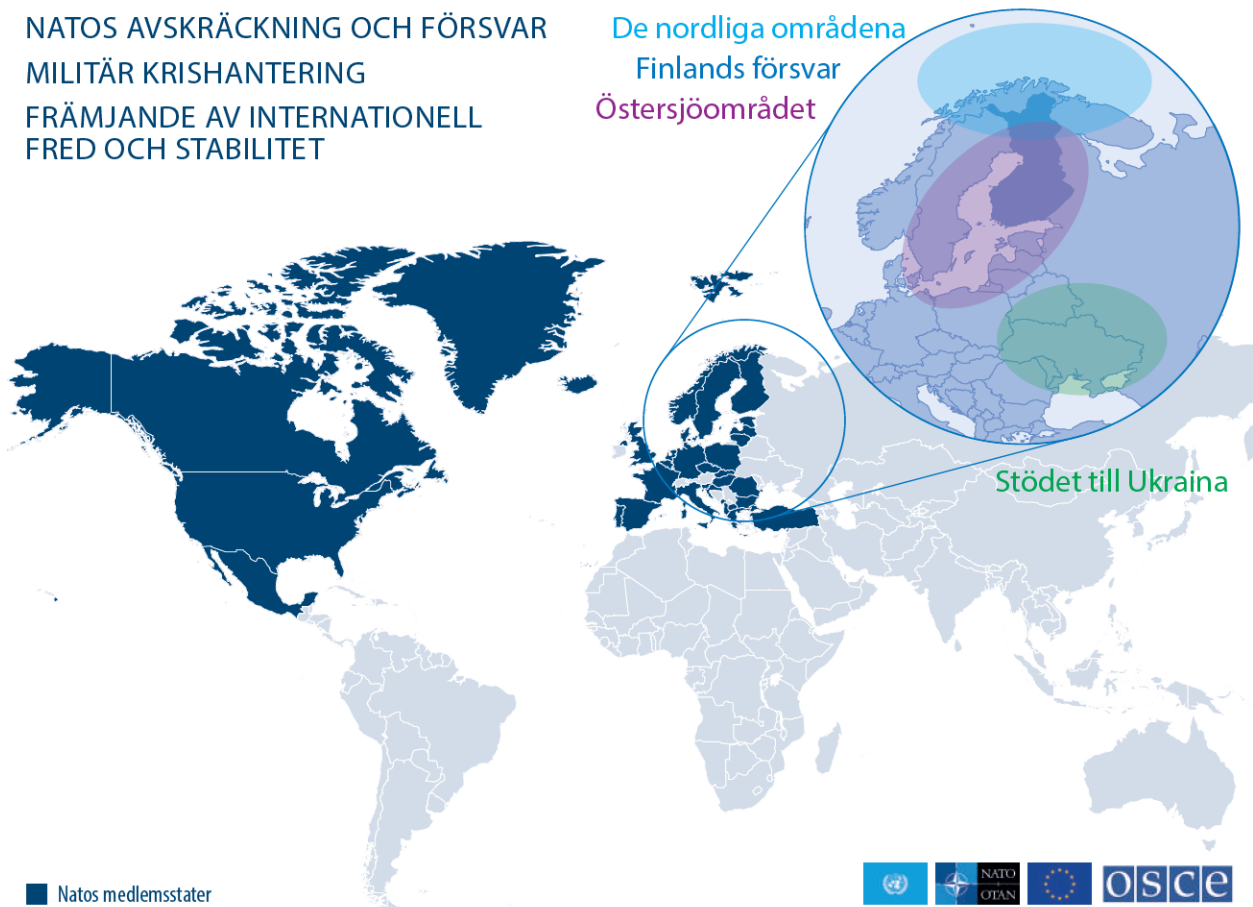 NATOS AVSKRÄCKNING OCH FÖRSVAR
MILITÄR KRISHANTERING
FRÄMJANDE AV INTERNATIONELL
FRED OCH STABILITET
De nordliga områdena
Finlands försvar
Östersjöområdet
Stödet till Ukraina
Natos medlemsstater
NATO
OTAN
OSCE